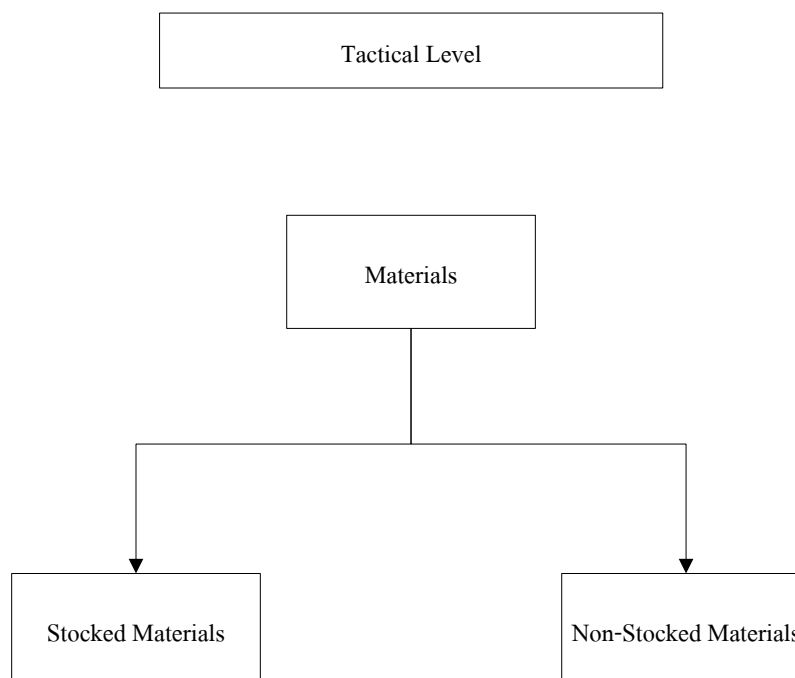 Tactical Level
Materials
Stocked Materials
Non-Stocked Materials